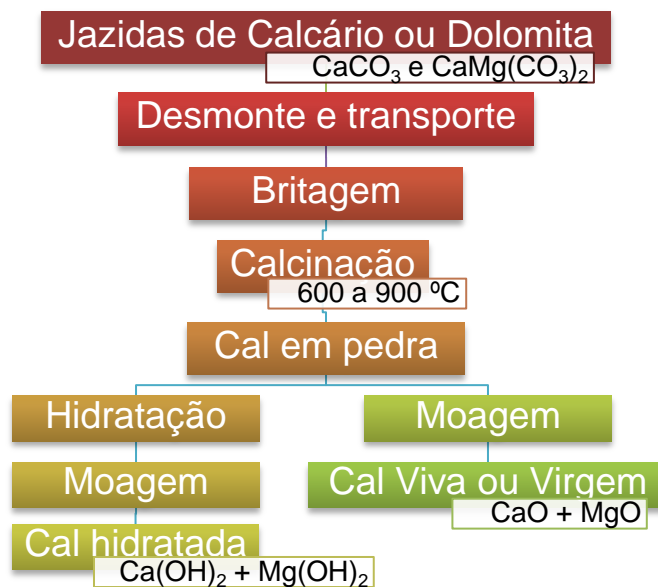 Jazidas de Calcário ou Dolomita
CaCO₃ e CaMg(CO₃)₂
Desmonte e transporte
Britagem
Calcinação
600 a 900 ºC
Cal em pedra
Hidratação
Moagem
Cal hidratada
Ca(OH)₂ + Mg(OH)₂
Moagem
Cal Viva ou Virgem
CaO + MgO